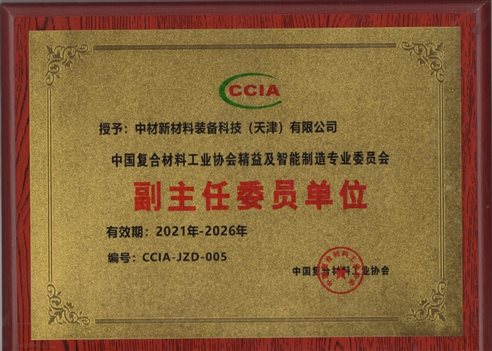 CCIA
授予：中材新材料装备科技（天津）有限公司
中国复合材料工业协会精益及智能制造专业委员会
副主任委员单位
有效期：2021年-2026年
编号：CCIA-JZD-005
中国复合材料工业协会